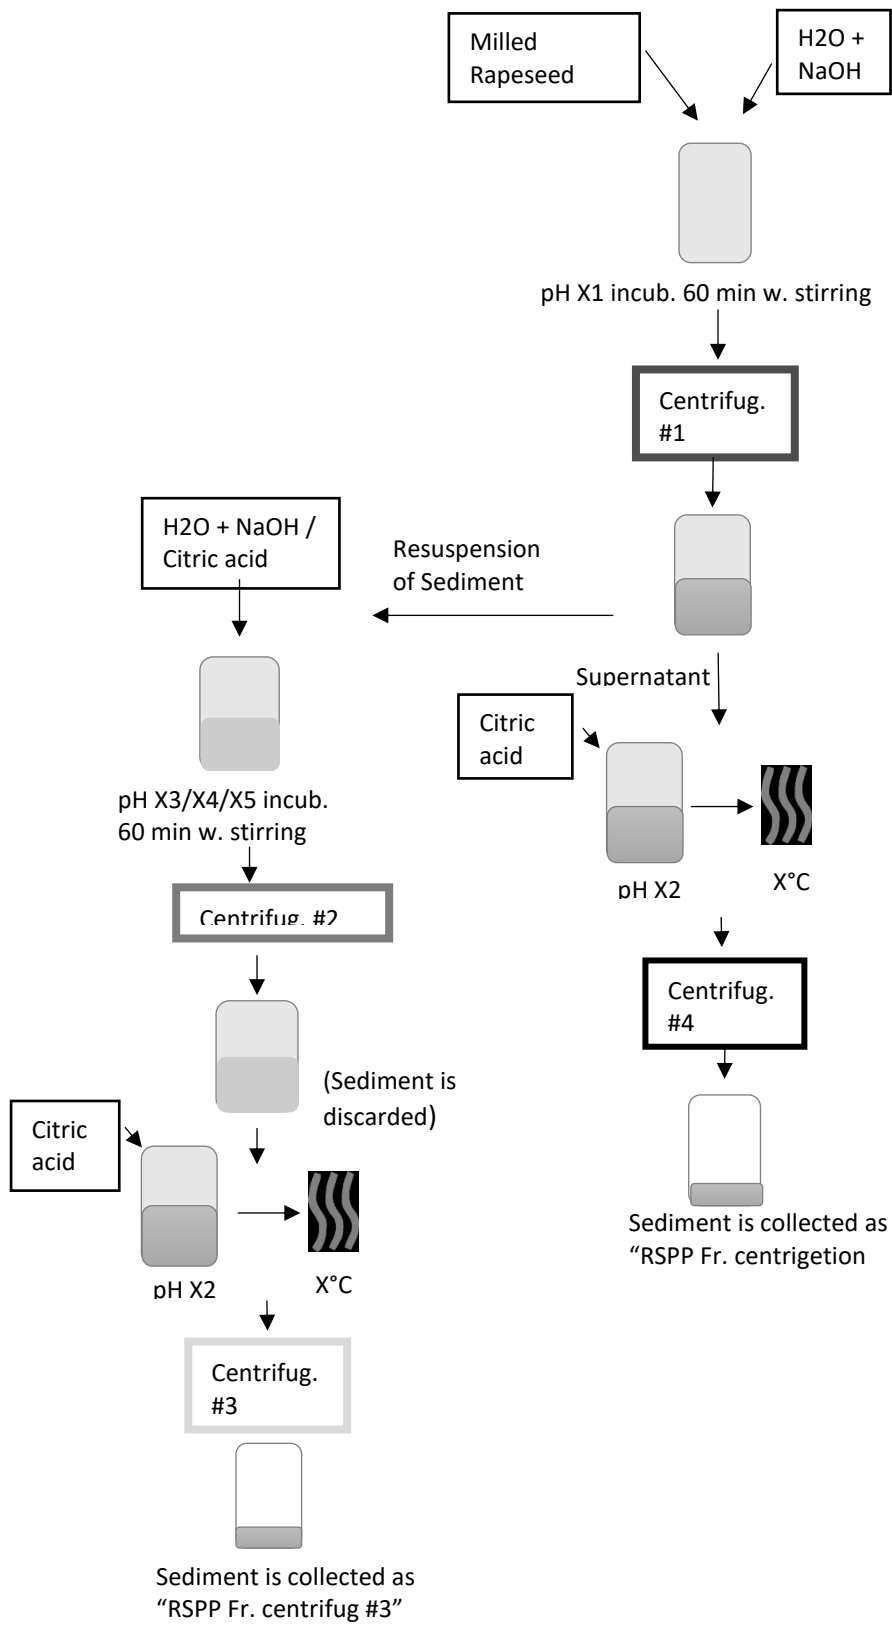 Milled
Rapeseed
H2O +
NaOH
pH X1 incub. 60 min w. stirring
Centrifug.
#1
H2O + NaOH /
Citric acid
Resuspension
of Sediment
Supernatant
Citric
acid
pH X3/X4/X5 incub.
60 min w. stirring
pH X2
X°C
Centrifug. #2
Centrifug.
#4
(Sediment is
discarded)
Citric
acid
pH X2
X°C
Sediment is collected as
“RSPP Fr. centrigetion
Centrifug.
#3
Sediment is collected as
“RSPP Fr. centrifug #3”